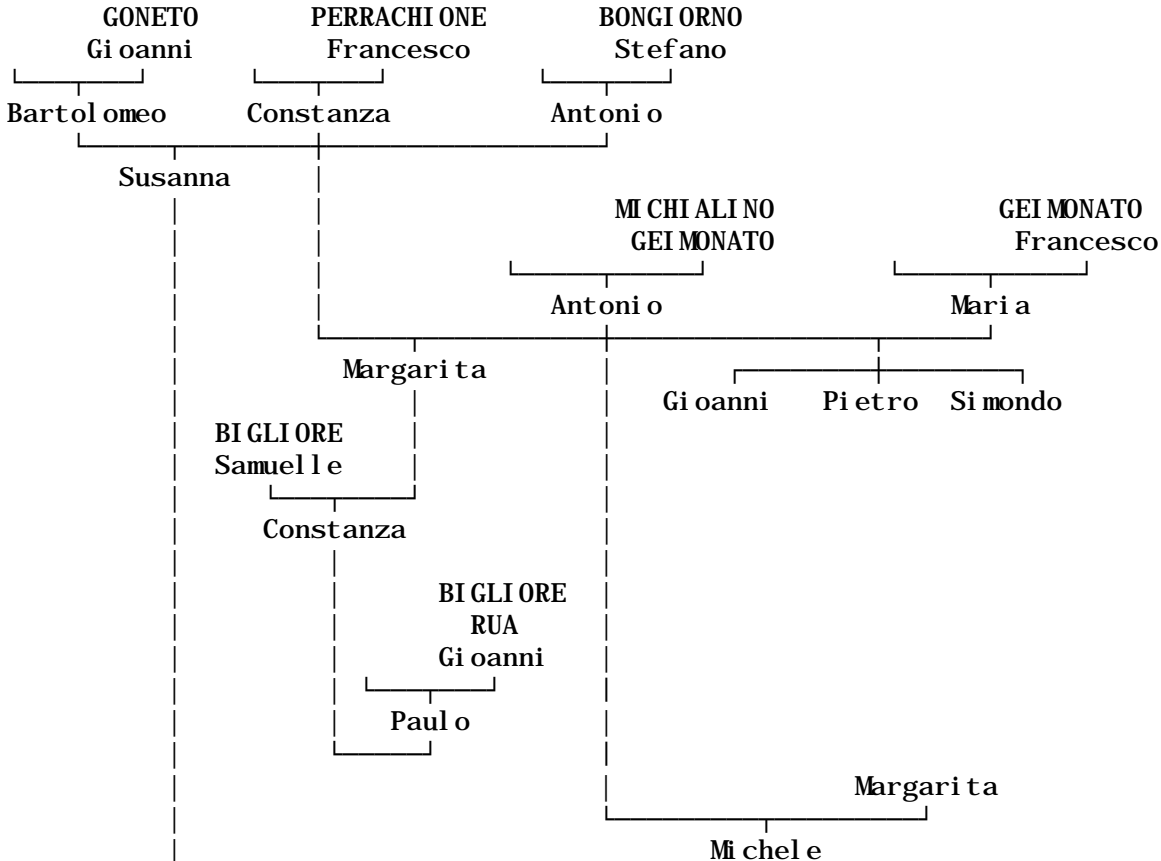 GONETO PERRACHIONE BONGIORNO
Gioanni Francesco Stefano
Bartolomeo Constanza Antonio
Susanna
MICHIALINO GEIMONATO
GEIMONATO Francesco
Antonio Maria
Margarita
Gioanni Pietro Simondo
BIGLIORE
Samuelle
Constanza
BIGLIORE
RUA
Gioanni
Paulo
Margarita
Michele